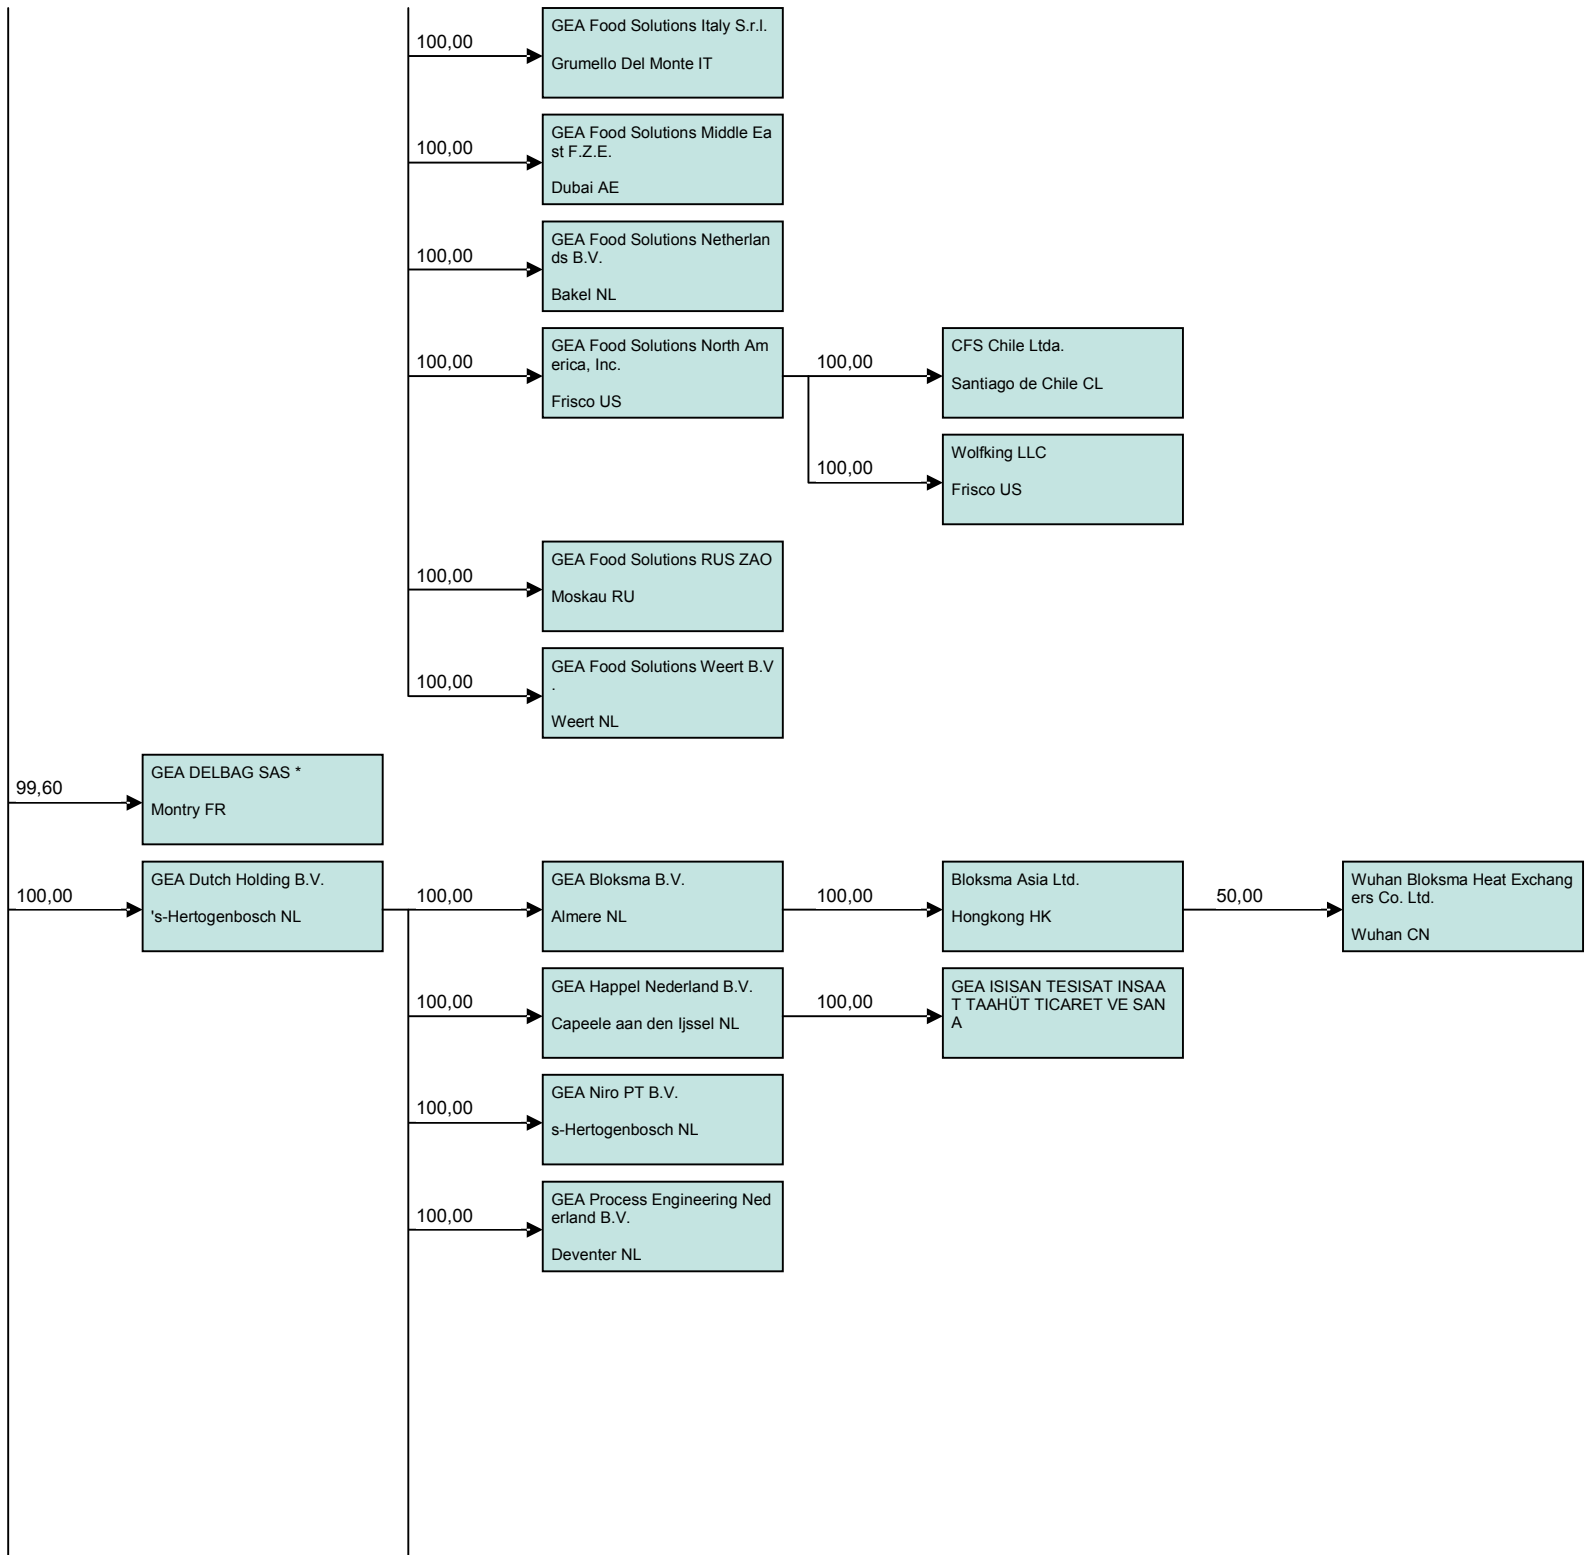 GEA Food Solutions Italy S.r.l.
100,00
Grumello Del Monte IT
GEA Food Solutions Middle Ea
st F.Z.E.
100,00
Dubai AE
GEA Food Solutions Netherlan
ds B.V.
100,00
Bakel NL
GEA Food Solutions North Am
erica, Inc.
100,00
Frisco US
100,00
CFS Chile Ltda.
Santiago de Chile CL
Wolfking LLC
100,00
Frisco US
GEA Food Solutions RUS ZAO
100,00
Moskau RU
GEA Food Solutions Weert B.V
.
100,00
Weert NL
GEA DELBAG SAS *
99,60
Montry FR
GEA Dutch Holding B.V.
100,00
's-Hertogenbosch NL
100,00
GEA Bloksma B.V.
Almere NL
100,00
Bloksma Asia Ltd.
Hongkong HK
50,00
Wuhan Bloksma Heat Exchang
ers Co. Ltd.
Wuhan CN
GEA Happel Nederland B.V.
100,00
Capeele aan den Ijssel NL
100,00
GEA ISISAN TESISAT INSAA
T TAAHÜT TICARET VE SAN
A
GEA Niro PT B.V.
100,00
s-Hertogenbosch NL
GEA Process Engineering Ned
erland B.V.
100,00
Deventer NL